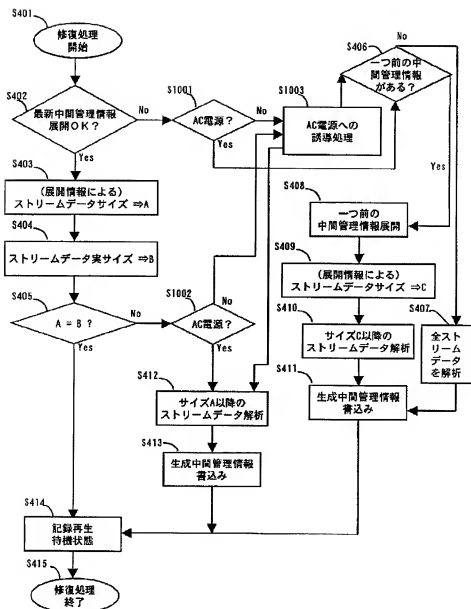 S401
修復処理
開始
S402
最新中間管理情報
展開OK?
No
Yes
S1001
AC電源?
No
Yes
S1003
AC電源への
誘導処理
S406
一つ前の中
間管理情報
がある?
No
Yes
S403
(展開情報による)
ストリームデータサイズ ⇒A
S404
ストリームデータ実サイズ ⇒B
S405
A = B ?
No
Yes
S1002
AC電源?
No
Yes
S408
一つ前の
中間管理情報展開
S409
(展開情報による)
ストリームデータサイズ ⇒C
S410
サイズC以降の
ストリームデータ解析
S407
全スト
リーム
データ
を解析
S411
生成中間管理情報
書込み
S412
サイズA以降の
ストリームデータ解析
S413
生成中間管理情報
書込み
S414
記録再生
待機状態
S415
修復処理
終了